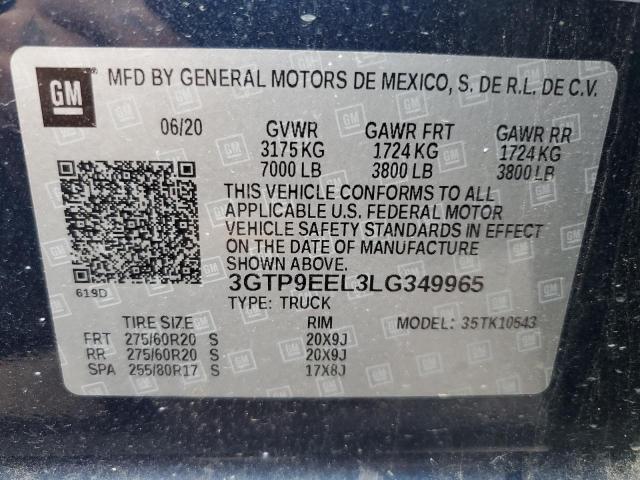 GM
MFD BY GENERAL MOTORS DE MEXICO, S. DE R.L. DE C.V.
06/20 GVWR GAWR FRT GAWR RR
3175 KG 1724 KG 1724 KG
7000 LB 3800 LB 3800 LB
THIS VEHICLE CONFORMS TO ALL
APPLICABLE U.S. FEDERAL MOTOR
VEHICLE SAFETY STANDARDS IN EFFECT
ON THE DATE OF MANUFACTURE
SHOWN ABOVE.
619D
3GTP9EEL3LG349965
TYPE: TRUCK
TIRE SIZE RIM MODEL: 35TK10543
FRT 275/60R20 S 20X9J
RR 275/60R20 S 20X9J
SPA 255/80R17 S 17X8J